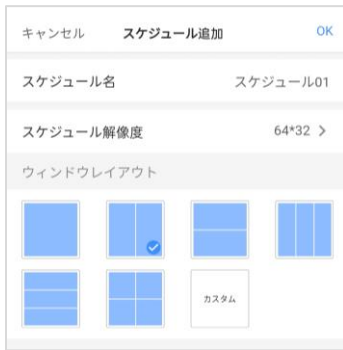 キャンセル スケジュール追加 OK
スケジュール名 スケジュール01
スケジュール解像度 64*32 >
ウィンドウレイアウト
カスタム